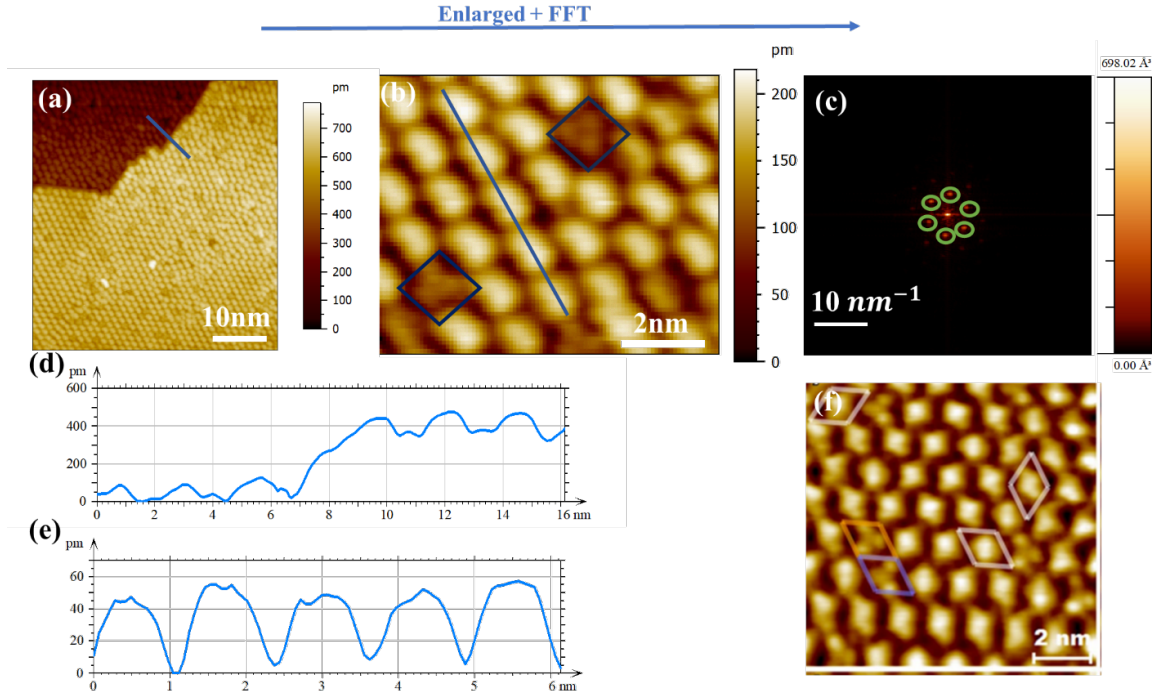 Enlarged + FFT
(a)
10nm
pm
700
600
500
400
300
200
100
0
(b)
2nm
pm
200
150
100
50
0
(c)
10 nm⁻¹
698.02 Å³
0.00 Å³
(d)
pm
600
400
200
0
0 2 4 6 8 10 12 14 16 nm
(e)
pm
60
40
20
0
0 1 2 3 4 5 6 nm
(f)
2 nm